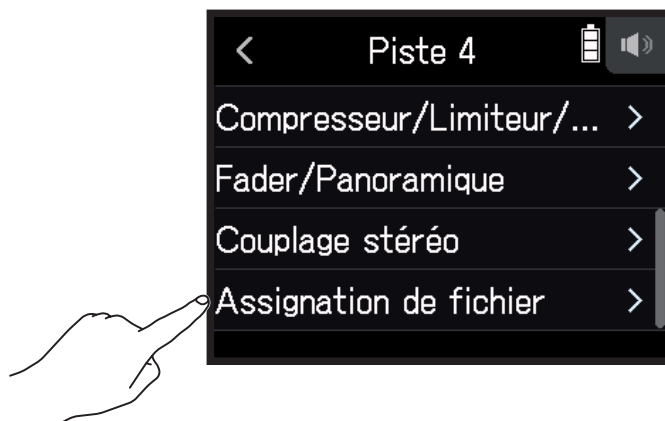 Piste 4
Compresseur/Limiteur/...
Fader/Panoramique
Couplage stéréo
Assignation de fichier